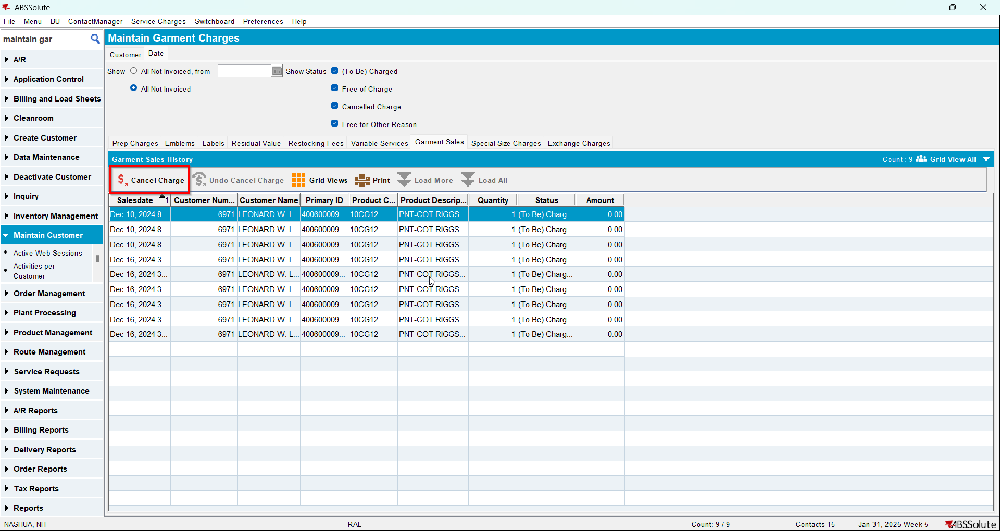 ABSSolute
File Menu BU ContactManager Service Charges Switchboard Preferences Help
maintain gar
Maintain Garment Charges
Customer Date
Show All Not Invoiced, from 15 Show Status (To Be) Charged
All Not Invoiced Free of Charge
Cancelled Charge
Free for Other Reason
Prep Charges Emblems Labels Residual Value Restocking Fees Variable Services Garment Sales Special Size Charges Exchange Charges
Garment Sales History Count : 9 Grid View All
Cancel Charge Undo Cancel Charge Grid Views Print Load More Load All
Salesdate 1 Customer Num... Customer Name Primary ID Product C... Product Descrip... Quantity Status Amount
Dec 10, 2024 8... 6971 LEONARD W. L... 400600009... 10CG12 PNT-COT RIGGS... 1 (To Be) Charg... 0.00
Dec 10, 2024 8... 6971 LEONARD W. L... 400600009... 10CG12 PNT-COT RIGGS... 1 (To Be) Charg... 0.00
Dec 10, 2024 8... 6971 LEONARD W. L... 400600009... 10CG12 PNT-COT RIGGS... 1 (To Be) Charg... 0.00
Dec 16, 2024 3... 6971 LEONARD W. L... 400600009... 10CG12 PNT-COT RIGGS... 1 (To Be) Charg... 0.00
Dec 16, 2024 3... 6971 LEONARD W. L... 400600009... 10CG12 PNT-COT RIGGS... 1 (To Be) Charg... 0.00
Dec 16, 2024 3... 6971 LEONARD W. L... 400600009... 10CG12 PNT-COT RIGGS... 1 (To Be) Charg... 0.00
Dec 16, 2024 3... 6971 LEONARD W. L... 400600009... 10CG12 PNT-COT RIGGS... 1 (To Be) Charg... 0.00
Dec 16, 2024 3... 6971 LEONARD W. L... 400600009... 10CG12 PNT-COT RIGGS... 1 (To Be) Charg... 0.00
Dec 16, 2024 3... 6971 LEONARD W. L... 400600009... 10CG12 PNT-COT RIGGS... 1 (To Be) Charg... 0.00
A/R
Application Control
Billing and Load Sheets
Cleanroom
Create Customer
Data Maintenance
Deactivate Customer
Inquiry
Inventory Management
Maintain Customer
Active Web Sessions
Activities per
Customer
Order Management
Plant Processing
Product Management
Route Management
Service Requests
System Maintenance
A/R Reports
Billing Reports
Delivery Reports
Order Reports
Tax Reports
Reports
NASHUA, NH - - RAL Count: 9 / 9 Contacts 15 Jan 31, 2025 Week 5 ABSSolute